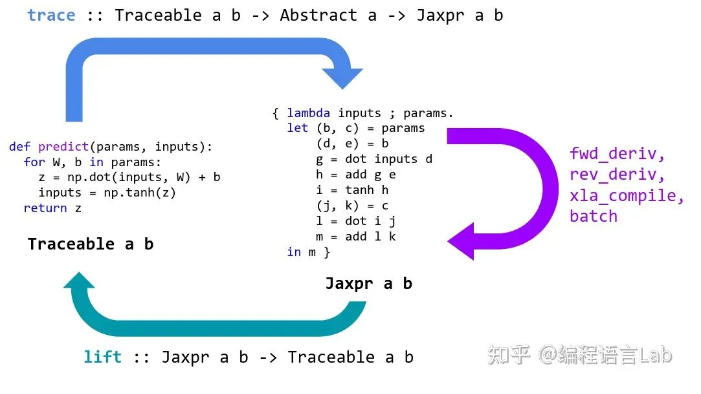 trace :: Traceable a b -> Abstract a -> Jaxpr a b
def predict(params, inputs):
  for W, b in params:
    z = np.dot(inputs, W) + b
    inputs = np.tanh(z)
  return z
Traceable a b
{ lambda inputs ; params.
  let (b, c) = params
      (d, e) = b
      g = dot inputs d
      h = add g e
      i = tanh h
      (j, k) = c
      l = dot i j
      m = add l k
  in m }
Jaxpr a b
fwd_deriv,
rev_deriv,
xla_compile,
batch
lift :: Jaxpr a b -> Traceable a b
知乎 @编程语言Lab